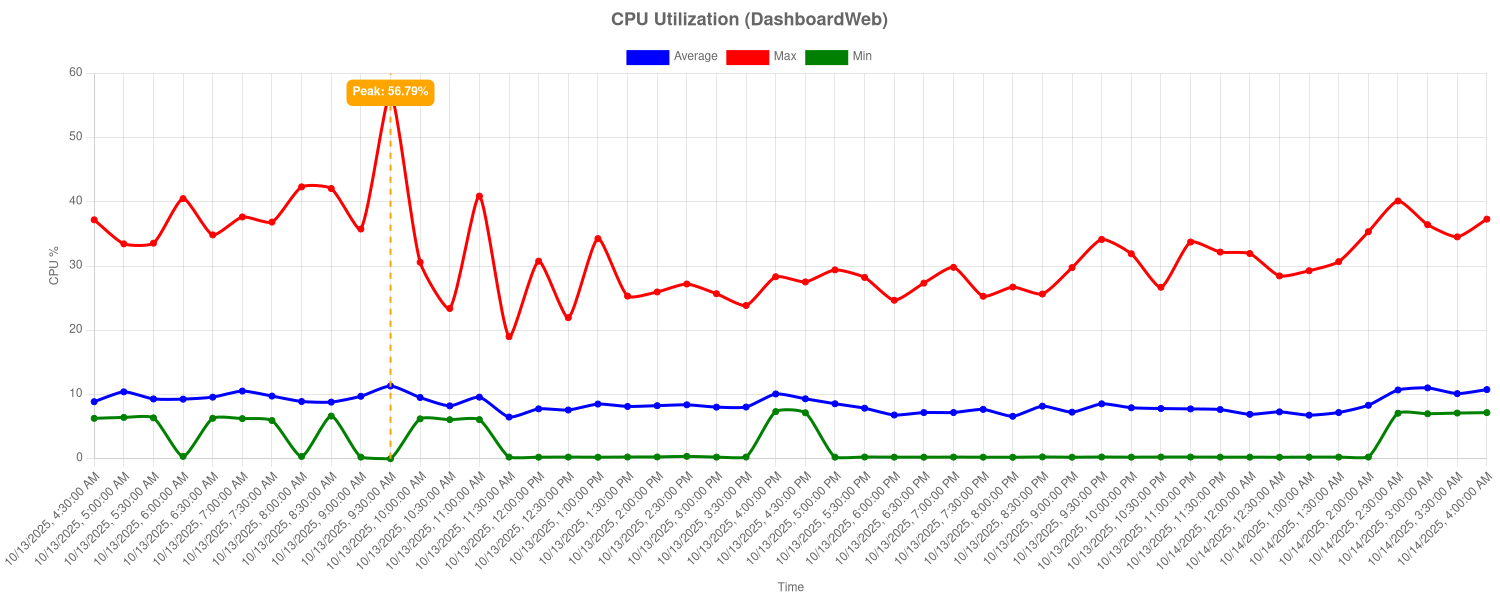 CPU Utilization (DashboardWeb)
Average Max Min
Peak: 56.79%
60
50
40
30
20
10
0
CPU %
10/13/2025, 4:30:00 AM
10/13/2025, 5:00:00 AM
10/13/2025, 5:30:00 AM
10/13/2025, 6:00:00 AM
10/13/2025, 6:30:00 AM
10/13/2025, 7:00:00 AM
10/13/2025, 7:30:00 AM
10/13/2025, 8:00:00 AM
10/13/2025, 8:30:00 AM
10/13/2025, 9:00:00 AM
10/13/2025, 9:30:00 AM
10/13/2025, 10:00:00 AM
10/13/2025, 10:30:00 AM
10/13/2025, 11:00:00 AM
10/13/2025, 11:30:00 AM
10/13/2025, 12:00:00 PM
10/13/2025, 12:30:00 PM
10/13/2025, 1:00:00 PM
10/13/2025, 1:30:00 PM
10/13/2025, 2:00:00 PM
10/13/2025, 2:30:00 PM
10/13/2025, 3:00:00 PM
10/13/2025, 3:30:00 PM
10/13/2025, 4:00:00 PM
10/13/2025, 4:30:00 PM
10/13/2025, 5:00:00 PM
10/13/2025, 5:30:00 PM
10/13/2025, 6:00:00 PM
10/13/2025, 6:30:00 PM
10/13/2025, 7:00:00 PM
10/13/2025, 7:30:00 PM
10/13/2025, 8:00:00 PM
10/13/2025, 8:30:00 PM
10/13/2025, 9:00:00 PM
10/13/2025, 9:30:00 PM
10/13/2025, 10:00:00 PM
10/13/2025, 10:30:00 PM
10/13/2025, 11:00:00 PM
10/13/2025, 11:30:00 PM
10/14/2025, 12:00:00 AM
10/14/2025, 12:30:00 AM
10/14/2025, 1:00:00 AM
10/14/2025, 1:30:00 AM
10/14/2025, 2:00:00 AM
10/14/2025, 2:30:00 AM
10/14/2025, 3:00:00 AM
10/14/2025, 3:30:00 AM
10/14/2025, 4:00:00 AM
Time